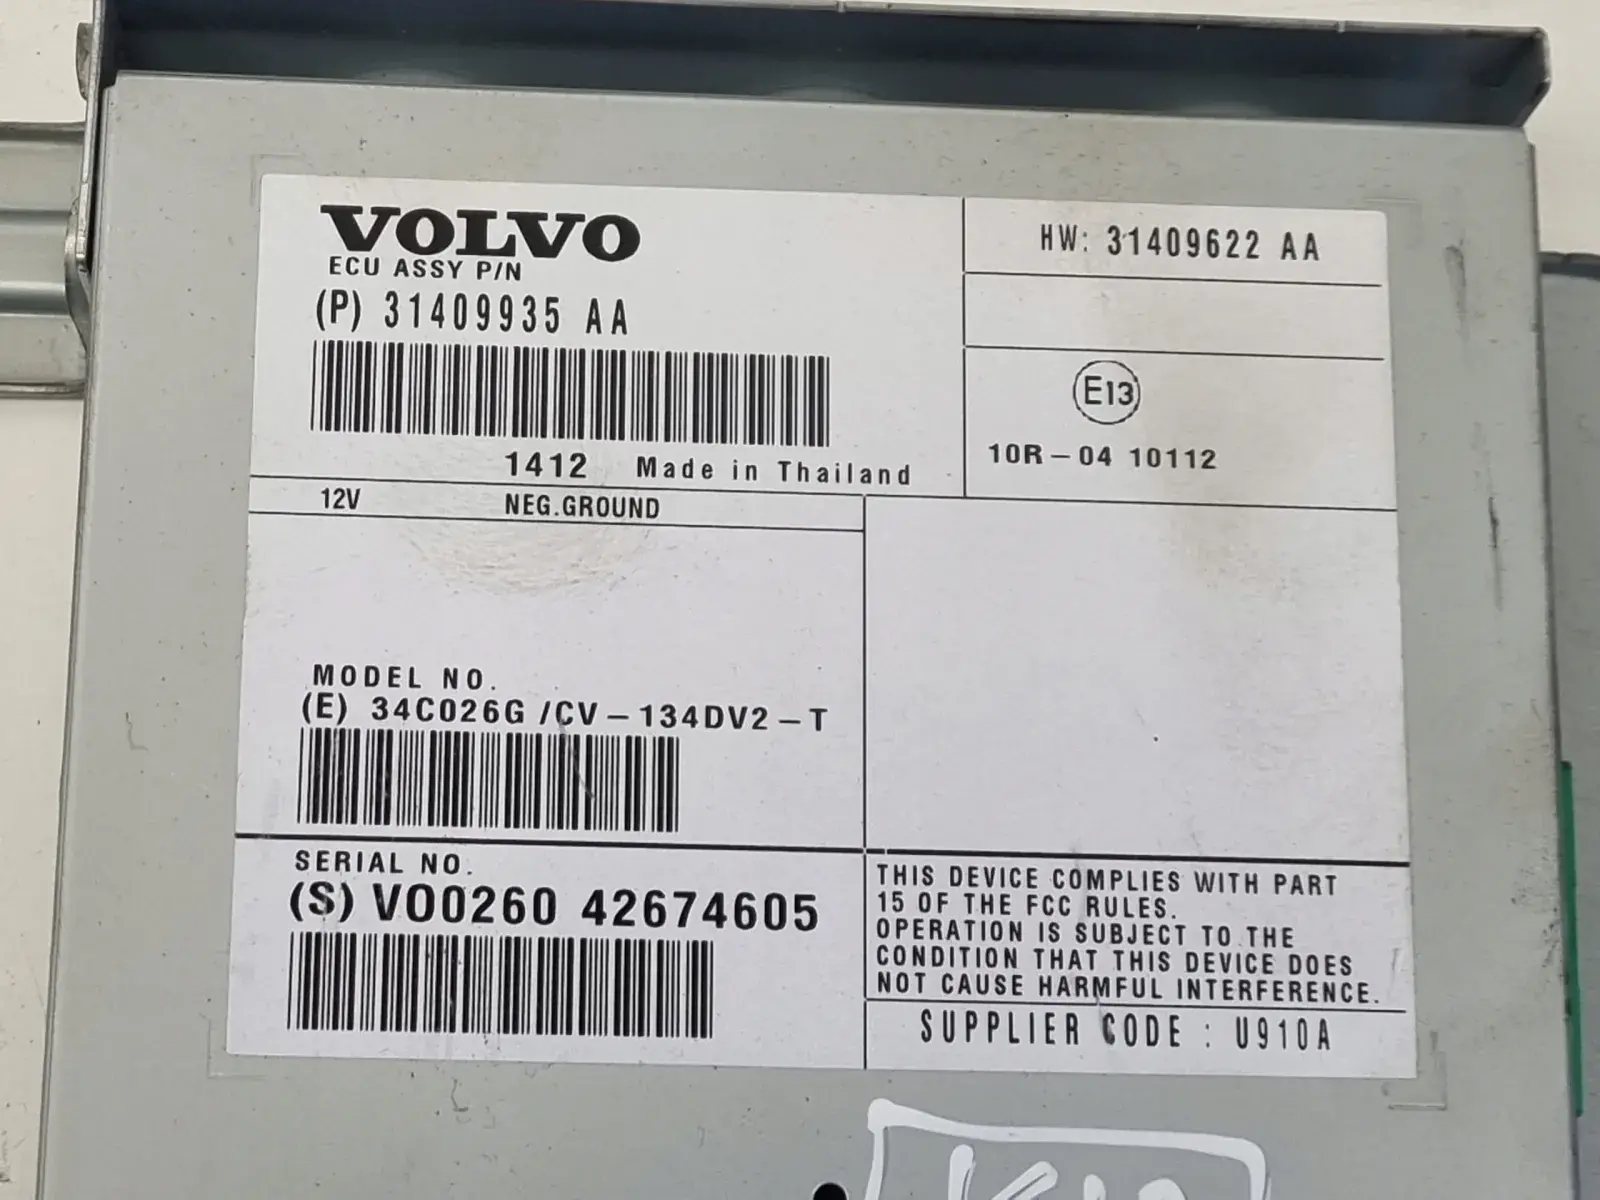 VOLVO
ECU ASSY P/N
(P) 31409935 AA
1412 Made in Thailand
HW: 31409622 AA
E13
10R-04 10112
12V NEG.GROUND
MODEL NO.
(E) 34C026G /CV-134DV2-T
SERIAL NO.
(S) VO0260 42674605
THIS DEVICE COMPLIES WITH PART
15 OF THE FCC RULES.
OPERATION IS SUBJECT TO THE
CONDITION THAT THIS DEVICE DOES
NOT CAUSE HARMFUL INTERFERENCE.
SUPPLIER CODE : U910A